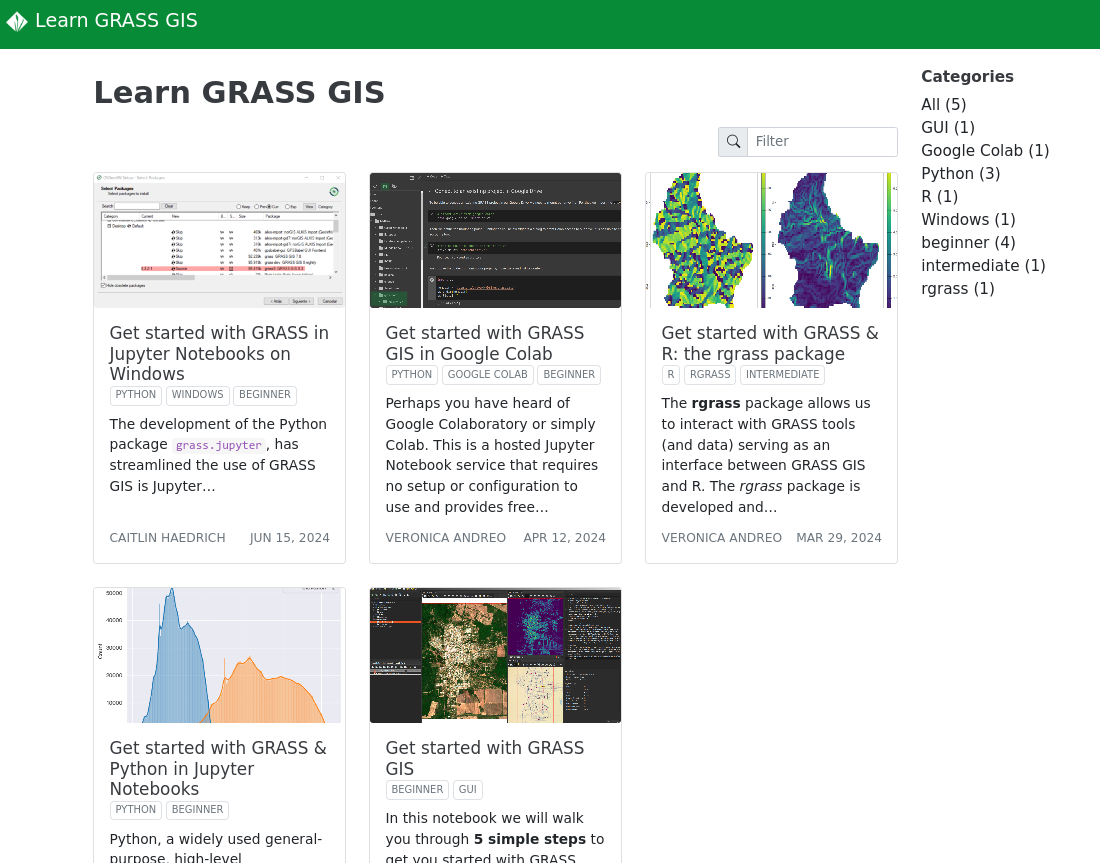 Learn GRASS GIS
Learn GRASS GIS
Filter
Categories
All (5)
GUI (1)
Google Colab (1)
Python (3)
R (1)
Windows (1)
beginner (4)
intermediate (1)
rgrass (1)
Get started with GRASS in
Jupyter Notebooks on
Windows
PYTHON WINDOWS BEGINNER
The development of the Python
package grass.jupyter, has
streamlined the use of GRASS
GIS is Jupyter…
CAITLIN HAEDRICH JUN 15, 2024
Get started with GRASS
GIS in Google Colab
PYTHON GOOGLE COLAB BEGINNER
Perhaps you have heard of
Google Colaboratory or simply
Colab. This is a hosted Jupyter
Notebook service that requires
no setup or configuration to
use and provides free…
VERONICA ANDREO APR 12, 2024
Get started with GRASS &
R: the rgrass package
R RGRASS INTERMEDIATE
The rgrass package allows us
to interact with GRASS tools
(and data) serving as an
interface between GRASS GIS
and R. The rgrass package is
developed and…
VERONICA ANDREO MAR 29, 2024
50000
40000
30000
20000
10000
Count
Get started with GRASS &
Python in Jupyter
Notebooks
PYTHON BEGINNER
Python, a widely used general-
purpose, high-level
Get started with GRASS
GIS
BEGINNER GUI
In this notebook we will walk
you through 5 simple steps to
get you started with GRASS